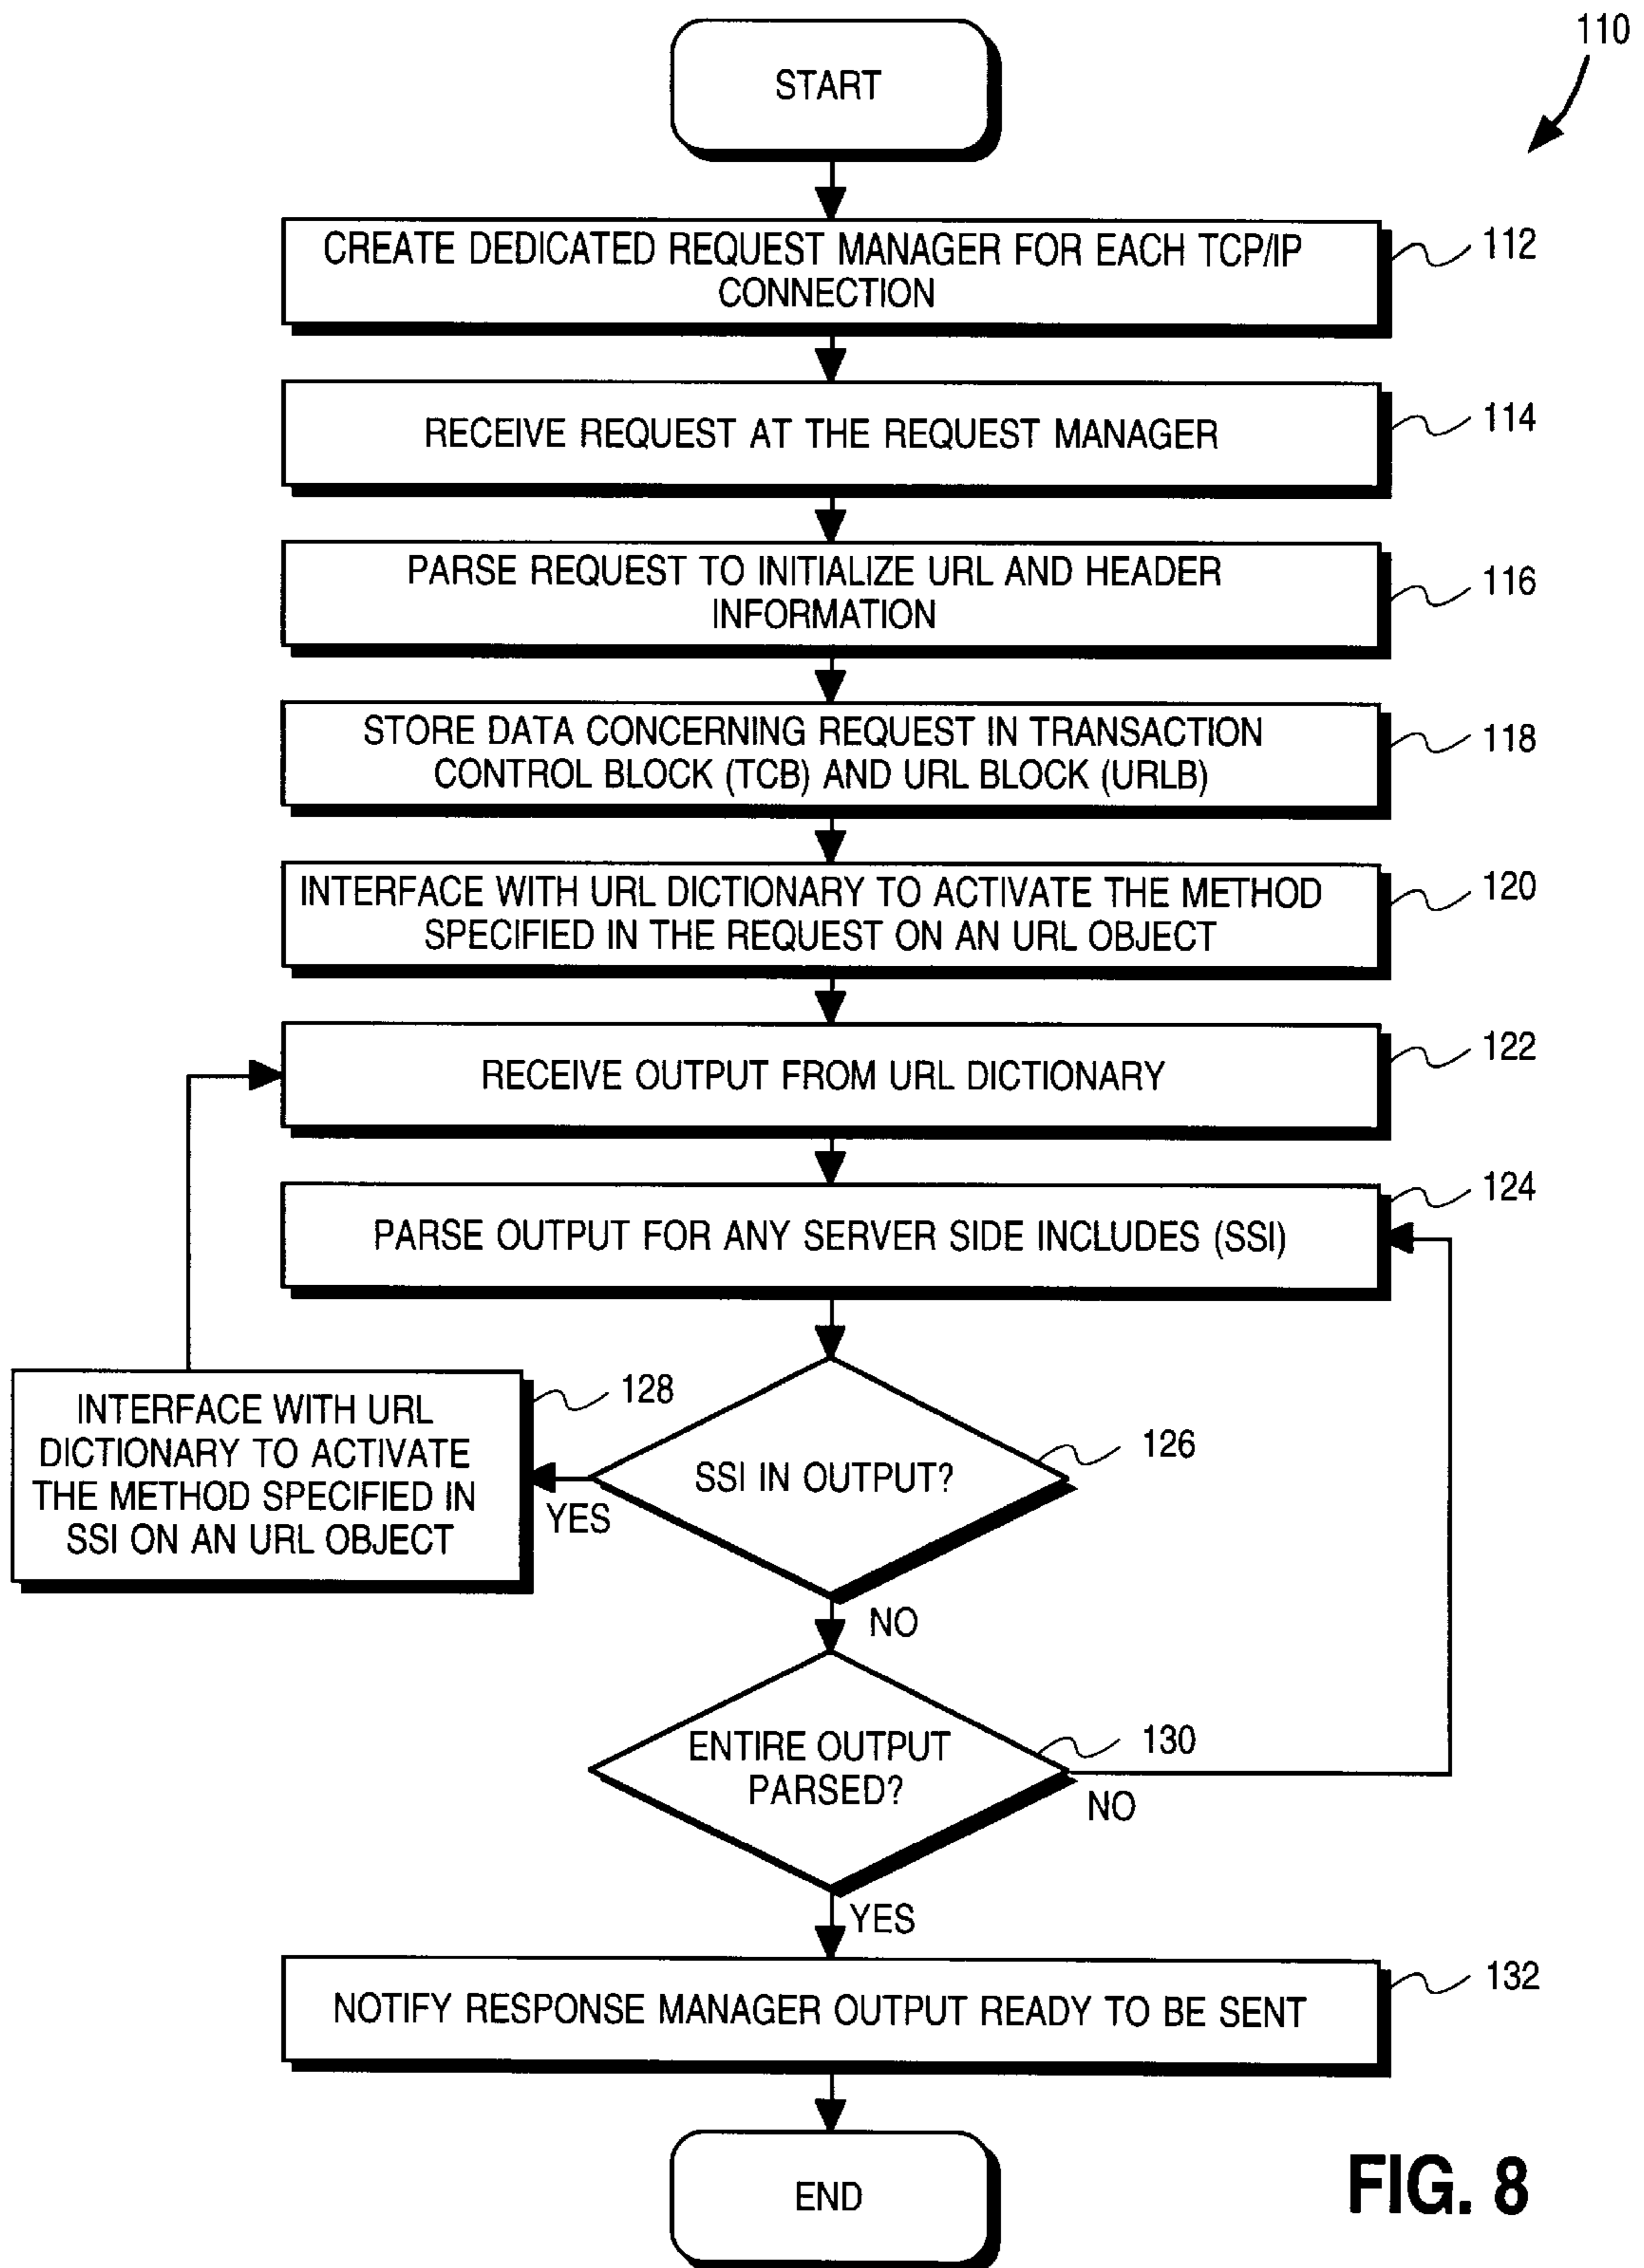 110
START
CREATE DEDICATED REQUEST MANAGER FOR EACH TCP/IP
CONNECTION
112
RECEIVE REQUEST AT THE REQUEST MANAGER
114
PARSE REQUEST TO INITIALIZE URL AND HEADER
INFORMATION
116
STORE DATA CONCERNING REQUEST IN TRANSACTION
CONTROL BLOCK (TCB) AND URL BLOCK (URLB)
118
INTERFACE WITH URL DICTIONARY TO ACTIVATE THE METHOD
SPECIFIED IN THE REQUEST ON AN URL OBJECT
120
RECEIVE OUTPUT FROM URL DICTIONARY
122
PARSE OUTPUT FOR ANY SERVER SIDE INCLUDES (SSI)
124
INTERFACE WITH URL
DICTIONARY TO ACTIVATE
THE METHOD SPECIFIED IN
SSI ON AN URL OBJECT
128
YES
SSI IN OUTPUT?
126
NO
ENTIRE OUTPUT
PARSED?
130
NO
YES
NOTIFY RESPONSE MANAGER OUTPUT READY TO BE SENT
132
END
FIG. 8